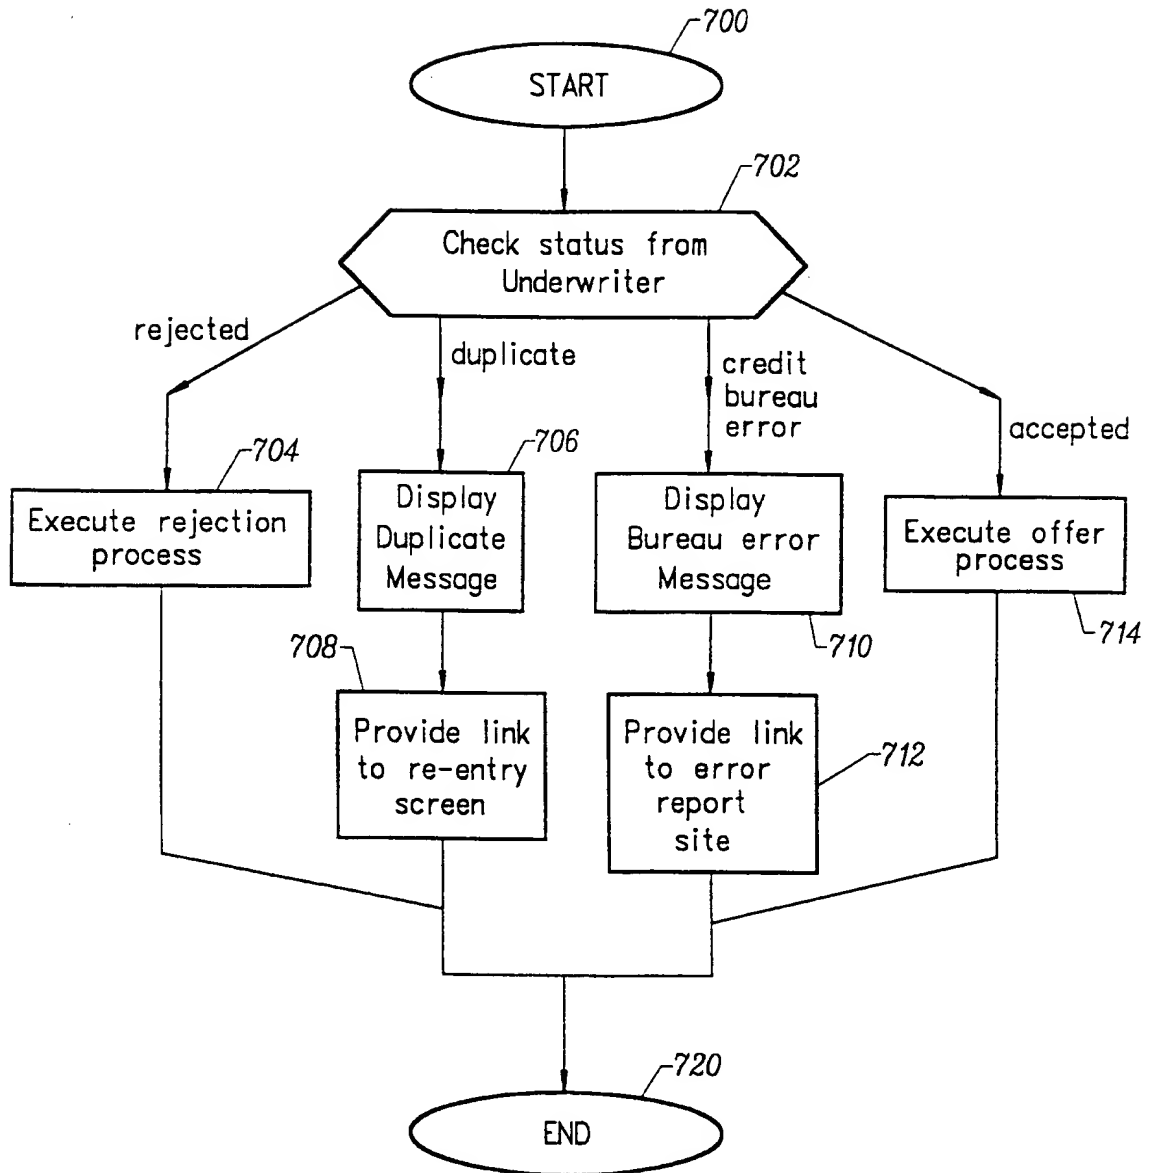 700
START
702
Check status from
Underwriter
rejected
duplicate
credit
bureau
error
accepted
704
Execute rejection
process
706
Display
Duplicate
Message
Display
Bureau error
Message
710
Execute offer
process
714
708
Provide link
to re-entry
screen
Provide link
to error
report
site
712
720
END